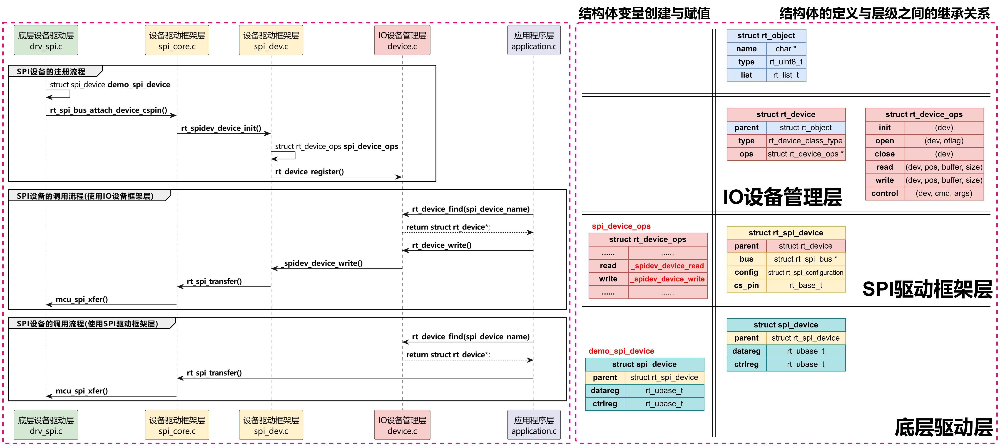 结构体变量创建与赋值
结构体的定义与层级之间的继承关系
底层设备驱动层
drv_spi.c
设备驱动框架层
spi_core.c
设备驱动框架层
spi_dev.c
IO设备管理层
device.c
应用程序层
application.c
SPI设备的注册流程
struct spi_device demo_spi_device
rt_spi_bus_attach_device_cspin()
rt_spidev_device_init()
struct rt_device_ops spi_device_ops
rt_device_register()
SPI设备的调用流程(使用IO设备框架层)
rt_device_find(spi_device_name)
return struct rt_device*;
rt_device_write()
_spidev_device_write()
rt_spi_transfer()
mcu_spi_xfer()
SPI设备的调用流程(使用SPI驱动框架层)
rt_device_find(spi_device_name)
return struct rt_device*;
rt_spi_transfer()
mcu_spi_xfer()
底层设备驱动层
drv_spi.c
设备驱动框架层
spi_core.c
设备驱动框架层
spi_dev.c
IO设备管理层
device.c
应用程序层
application.c
struct rt_object
name char *
type rt_uint8_t
list rt_list_t
struct rt_device
parent struct rt_object
type rt_device_class_type
ops struct rt_device_ops *
struct rt_device_ops
init (dev)
open (dev, oflag)
close (dev)
read (dev, pos, buffer, size)
write (dev, pos, buffer, size)
control (dev, cmd, args)
IO设备管理层
spi_device_ops
struct rt_device_ops
...... ......
read _spidev_device_read
write _spidev_device_write
...... ......
struct rt_spi_device
parent struct rt_device
bus struct rt_spi_bus *
config struct rt_spi_configuration
cs_pin rt_base_t
SPI驱动框架层
demo_spi_device
struct spi_device
parent struct rt_spi_device
datareg rt_ubase_t
ctrlreg rt_ubase_t
struct spi_device
parent struct rt_spi_device
datareg rt_ubase_t
ctrlreg rt_ubase_t
底层驱动层